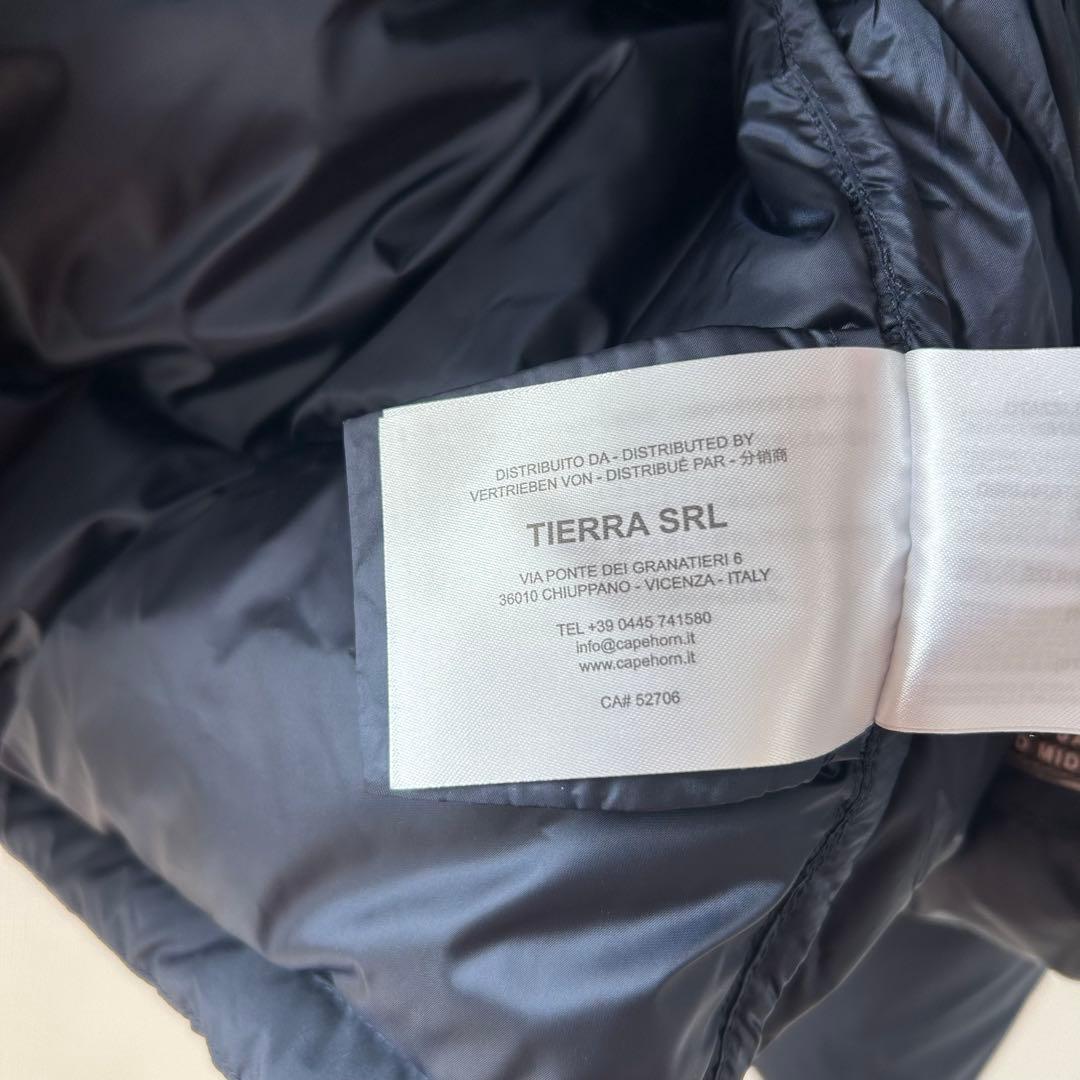 DISTRIBUITO DA - DISTRIBUTED BY
VERTRIEBEN VON - DISTRIBUÉ PAR - 分销商
TIERRA SRL
VIA PONTE DEI GRANATIERI 6
36010 CHIUPPANO - VICENZA - ITALY
TEL +39 0445 741580
info@capehorn.it
www.capehorn.it
CA# 52706
MID